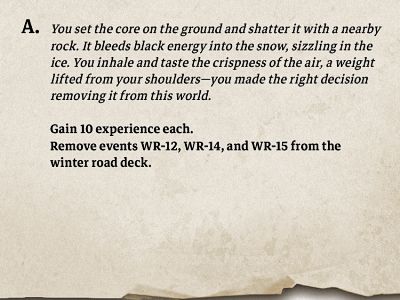 A. You set the core on the ground and shatter it with a nearby
rock. It bleeds black energy into the snow, sizzling in the
ice. You inhale and taste the crispness of the air, a weight
lifted from your shoulders—you made the right decision
removing it from this world.
Gain 10 experience each.
Remove events WR-12, WR-14, and WR-15 from the
winter road deck.